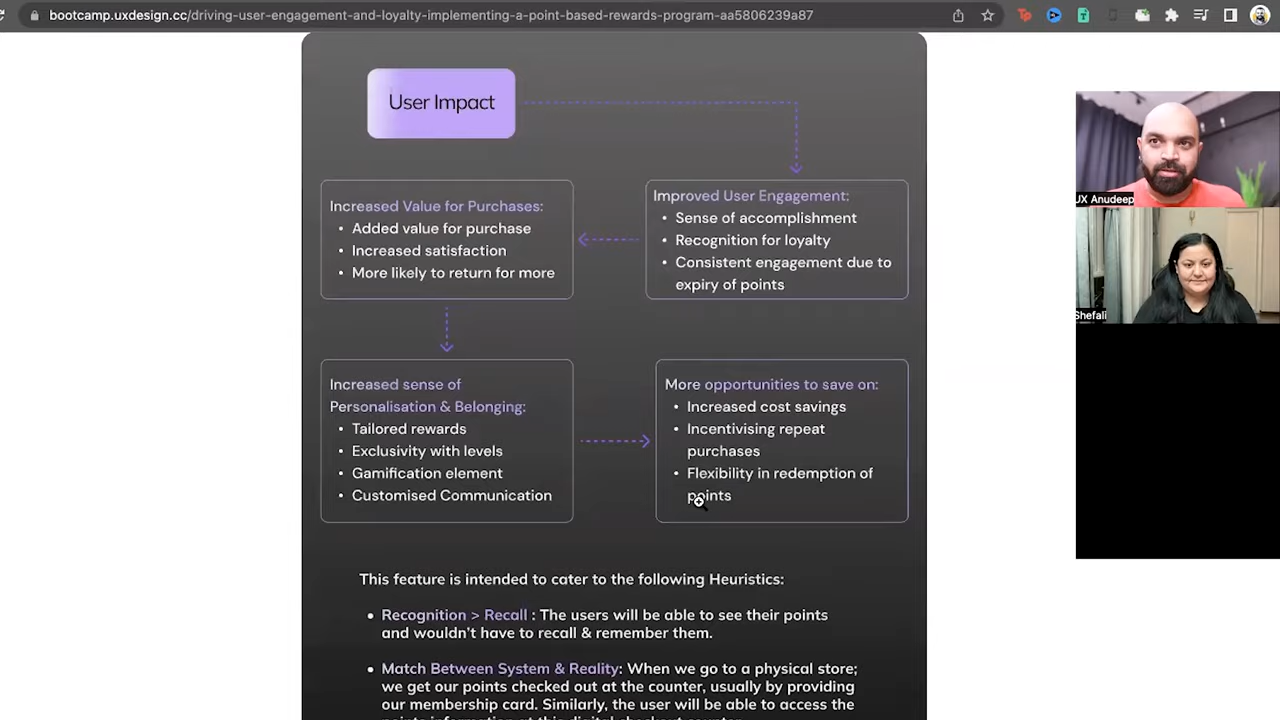 bootcamp.uxdesign.cc/driving-user-engagement-and-loyalty-implementing-a-point-based-rewards-program-aa5806239a87
User Impact
Increased Value for Purchases:
• Added value for purchase
• Increased satisfaction
• More likely to return for more
Improved User Engagement:
• Sense of accomplishment
• Recognition for loyalty
• Consistent engagement due to
expiry of points
Increased sense of
Personalisation & Belonging:
• Tailored rewards
• Exclusivity with levels
• Gamification element
• Customised Communication
More opportunities to save on:
• Increased cost savings
• Incentivising repeat
purchases
• Flexibility in redemption of
points
This feature is intended to cater to the following Heuristics:
• Recognition > Recall : The users will be able to see their points
and wouldn't have to recall & remember them.
• Match Between System & Reality: When we go to a physical store;
we get our points checked out at the counter, usually by providing
our membership card. Similarly, the user will be able to access the
points information at this digital checkout counter.
UX Anudeep
Shefali